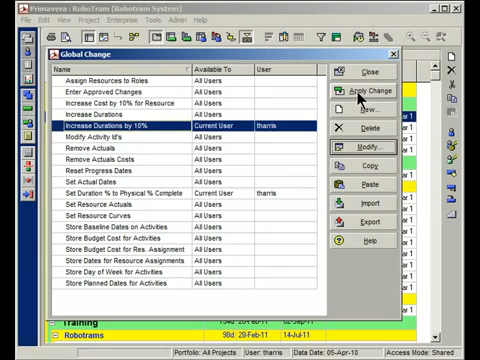 Primavera : RoboTram (Robotram System)
File Edit View Project Enterprise Tools Admin Help
Global Change
Name Available To User
Assign Resources to Roles All Users
Enter Approved Changes All Users
Increase Cost by 10% for Resource All Users
Increase Durations All Users
Increase Durations by 10% Current User tharris
Modify Activity Id's All Users
Remove Actuals All Users
Remove Actuals Costs All Users
Reset Progress Dates All Users
Set Actual Dates All Users
Set Duration % to Physical % Complete Current User tharris
Set Resource Actuals All Users
Set Resource Curves All Users
Store Baseline Dates on Activities All Users
Store Budget Cost for Activities All Users
Store Budget Cost for Res. Assignment All Users
Store Dates for Resource Assignments All Users
Store Day of Week for Activities All Users
Store Planned Dates for Activities All Users
Close
Apply Change
New...
Delete
Modify...
Copy
Paste
Import
Export
Help
Training
Robotrams 98d 28-Feb-11 14-Jul-11
Portfolio: All Projects User: tharris Data Date: 05-Apr-10 Access Mode: Shared